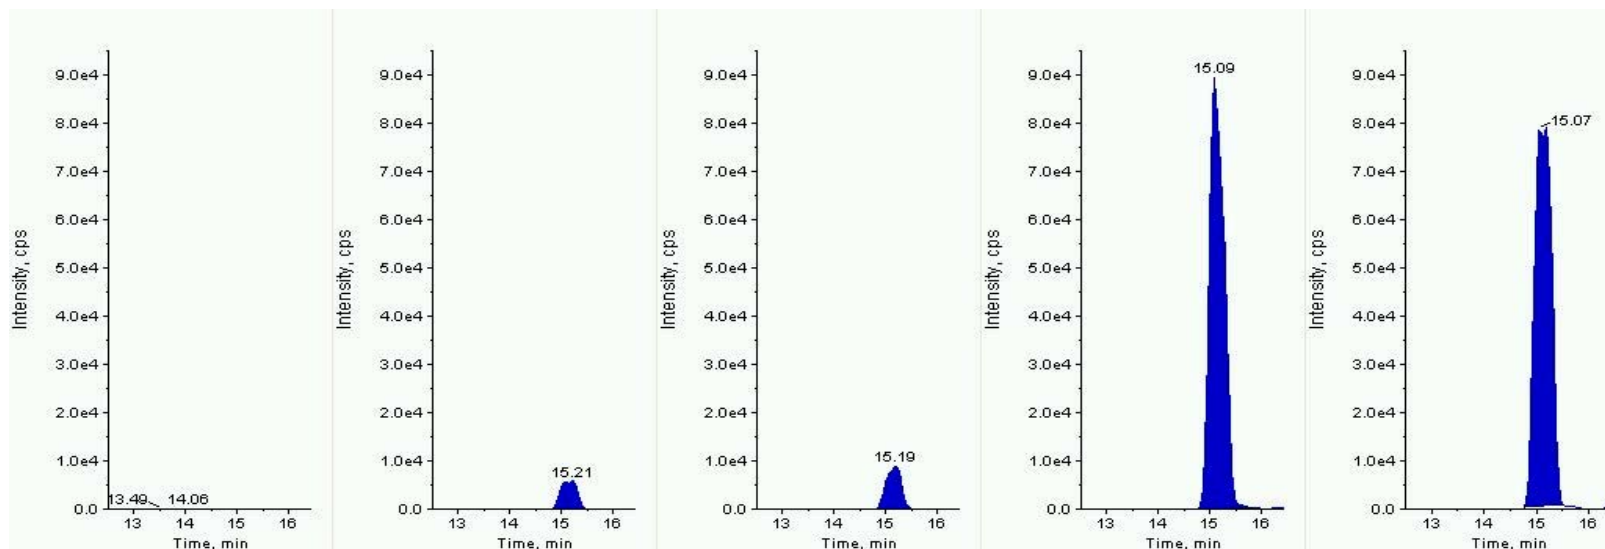 Intensity, cps
9.0e4
8.0e4
7.0e4
6.0e4
5.0e4
4.0e4
3.0e4
2.0e4
1.0e4
0.0
13.49 14.06
13 14 15 16
Time, min
Intensity, cps
9.0e4
8.0e4
7.0e4
6.0e4
5.0e4
4.0e4
3.0e4
2.0e4
1.0e4
0.0
15.21
13 14 15 16
Time, min
Intensity, cps
9.0e4
8.0e4
7.0e4
6.0e4
5.0e4
4.0e4
3.0e4
2.0e4
1.0e4
0.0
15.19
13 14 15 16
Time, min
Intensity, cps
9.0e4
8.0e4
7.0e4
6.0e4
5.0e4
4.0e4
3.0e4
2.0e4
1.0e4
0.0
15.09
13 14 15 16
Time, min
Intensity, cps
9.0e4
8.0e4
7.0e4
6.0e4
5.0e4
4.0e4
3.0e4
2.0e4
1.0e4
0.0
15.07
13 14 15 16
Time, min